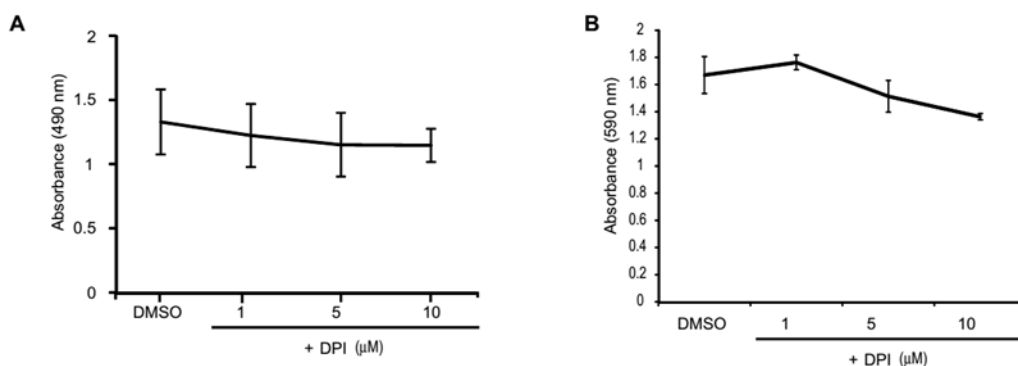 A
Absorbance (490 nm)
2
1.5
1
0.5
0
DMSO 1 5 10
+ DPI (μM)
B
Absorbance (590 nm)
2
1.8
1.6
1.4
1.2
1
0.8
0.6
0.4
0.2
0
DMSO 1 5 10
+ DPI (μM)